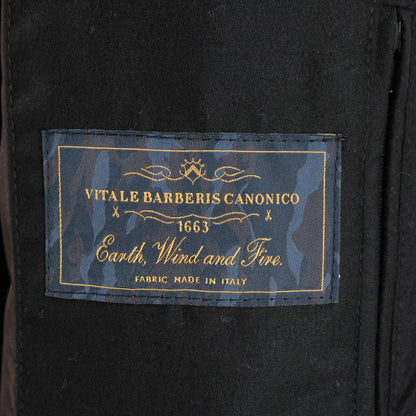 VITALE BARBERIS CANONICO
1663
Earth, Wind and Fire.
FABRIC MADE IN ITALY